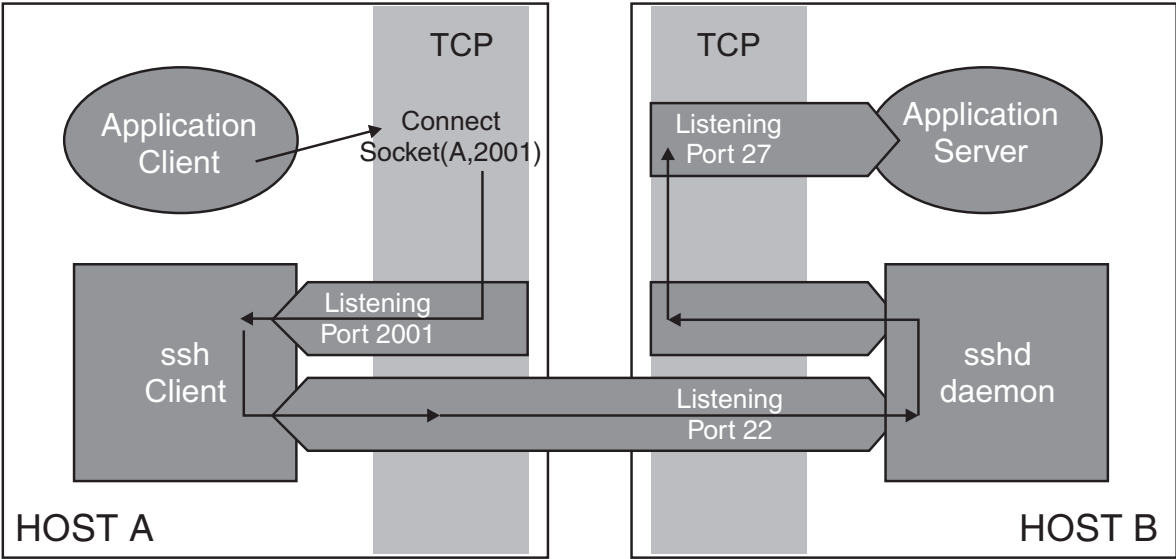 TCP
TCP
Application
Client
Connect
Socket(A,2001)
Listening
Port 27
Application
Server
ssh
Client
Listening
Port 2001
sshd
daemon
Listening
Port 22
HOST A
HOST B